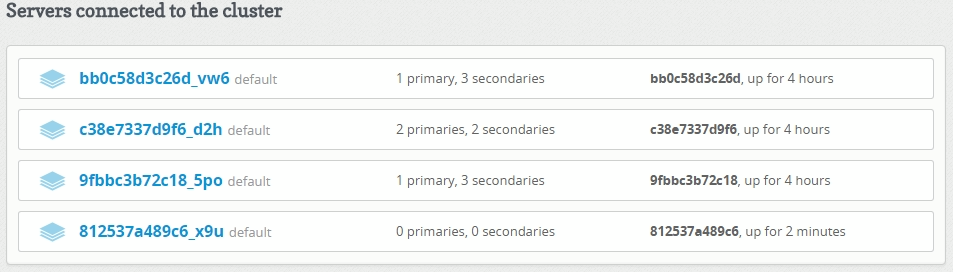 Servers connected to the cluster
bb0c58d3c26d_vw6 default 1 primary, 3 secondaries bb0c58d3c26d, up for 4 hours
c38e7337d9f6_d2h default 2 primaries, 2 secondaries c38e7337d9f6, up for 4 hours
9fbbc3b72c18_5po default 1 primary, 3 secondaries 9fbbc3b72c18, up for 4 hours
812537a489c6_x9u default 0 primaries, 0 secondaries 812537a489c6, up for 2 minutes